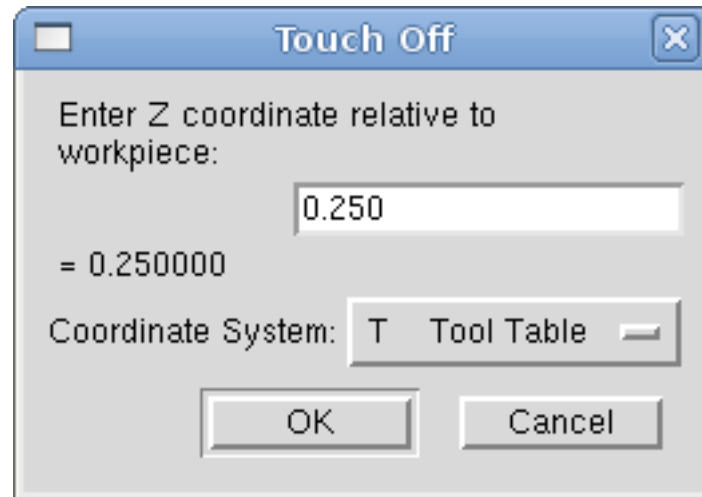 Touch Off
Enter Z coordinate relative to
workpiece:
0.250
= 0.250000
Coordinate System: T Tool Table
OK Cancel